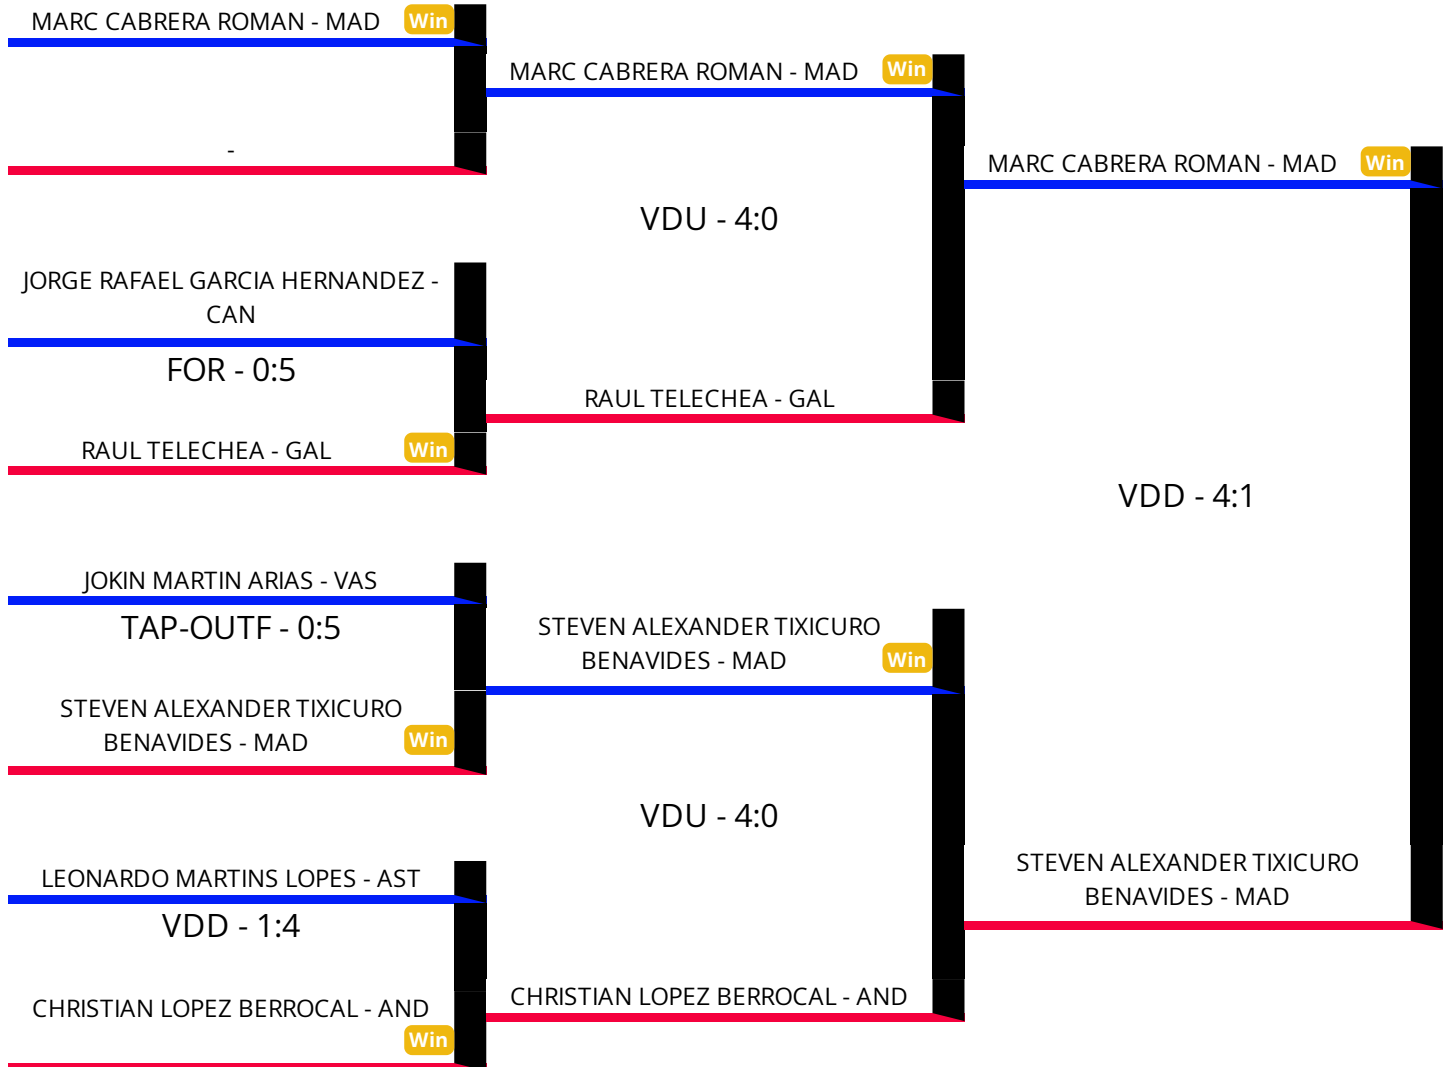 MARC CABRERA ROMAN - MAD Win
-
JORGE RAFAEL GARCIA HERNANDEZ -
CAN
FOR - 0:5
RAUL TELECHEA - GAL Win
JOKIN MARTIN ARIAS - VAS
TAP-OUTF - 0:5
STEVEN ALEXANDER TIXICURO
BENAVIDES - MAD Win
LEONARDO MARTINS LOPES - AST
VDD - 1:4
CHRISTIAN LOPEZ BERROCAL - AND
Win
MARC CABRERA ROMAN - MAD Win
VDU - 4:0
RAUL TELECHEA - GAL
STEVEN ALEXANDER TIXICURO
BENAVIDES - MAD Win
VDU - 4:0
CHRISTIAN LOPEZ BERROCAL - AND
MARC CABRERA ROMAN - MAD Win
VDD - 4:1
STEVEN ALEXANDER TIXICURO
BENAVIDES - MAD